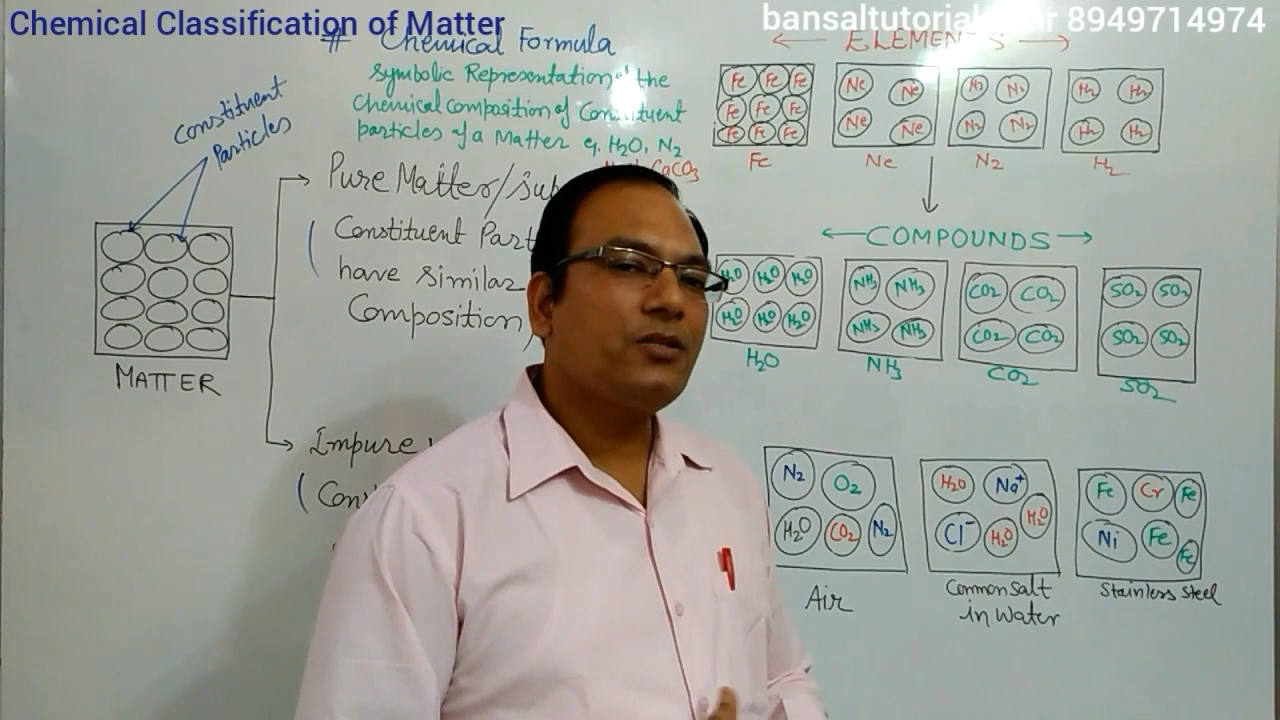 Chemical Classification of Matter
bansaltutorial 8949714974
# Chemical Formula
Symbolic Representation the
Chemical composition of Constituent
particles of a Matter eg. H2O, N2
CaCO3
Constituent
Particles
MATTER
Pure Matter/
(Constituent
have similar
Composition)
Impure
(
← ELEMENTS →
Fe Fe Fe
Fe Fe Fe
Fe Fe Fe
Fe
Ne Ne
Ne Ne
Ne
N2 N2
N2 N2
N2
H2 H2
H2 H2
H2
← COMPOUNDS →
H2O H2O H2O
H2O H2O H2O
H2O
NH3 NH3
NH3 NH3
NH3
CO2 CO2
CO2 CO2
CO2
SO2 SO2
SO2 SO2
SO2
N2 O2
H2O CO2 N2
Air
H2O Na+
H2O
Cl- H2O
Common salt
in water
Fe Cr Fe
Ni Fe
Fe
Stainless Steel